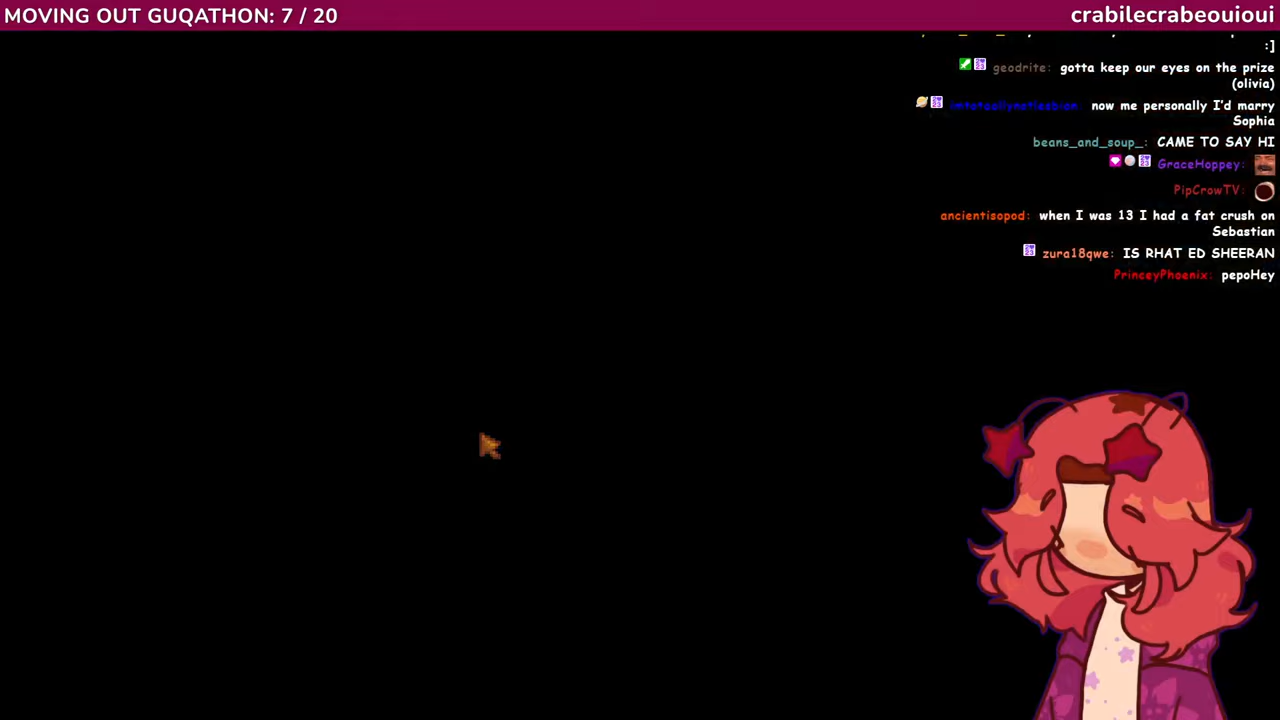 MOVING OUT GUQATHON: 7 / 20
crabilecrabeouioui
:]
geodrite: gotta keep our eyes on the prize
(olivia)
imtotaallynotlesbian: now me personally I'd marry
Sophia
beans_and_soup_: CAME TO SAY HI
GraceHoppey:
PipCrowTV:
ancientisopod: when I was 13 I had a fat crush on
Sebastian
zura18qwe: IS RHAT ED SHEERAN
PrinceyPhoenix: pepoHey